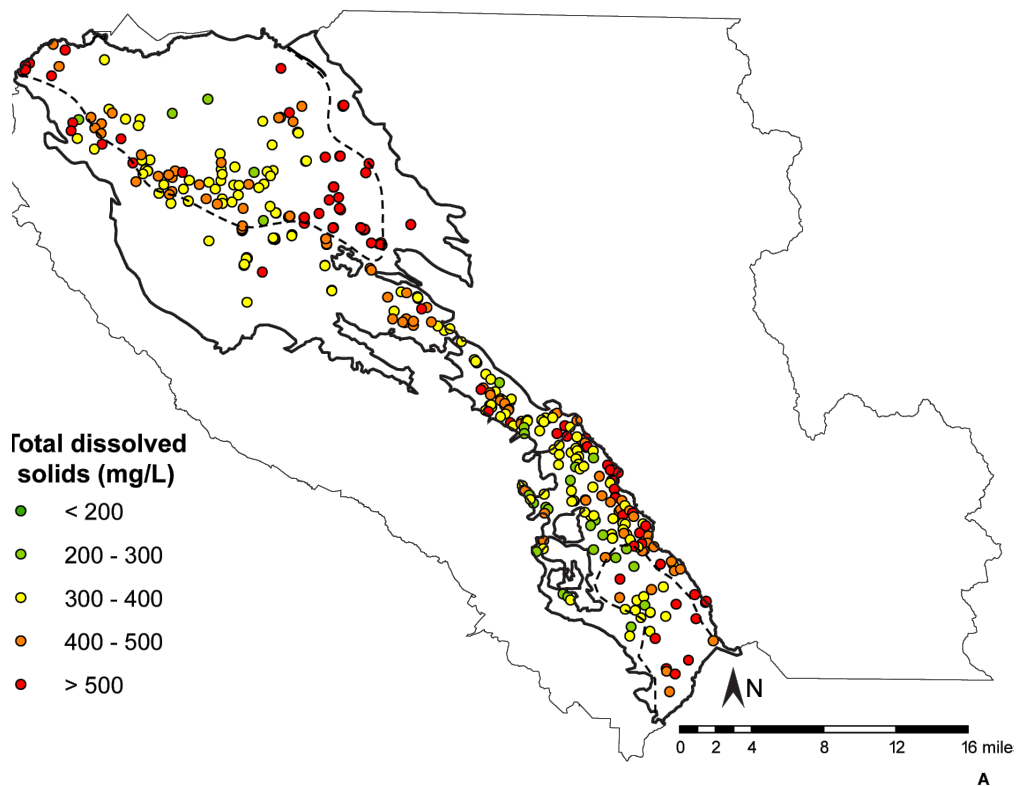 Total dissolved
solids (mg/L)
< 200
200 - 300
300 - 400
400 - 500
> 500
N
0 2 4 8 12 16 miles
A